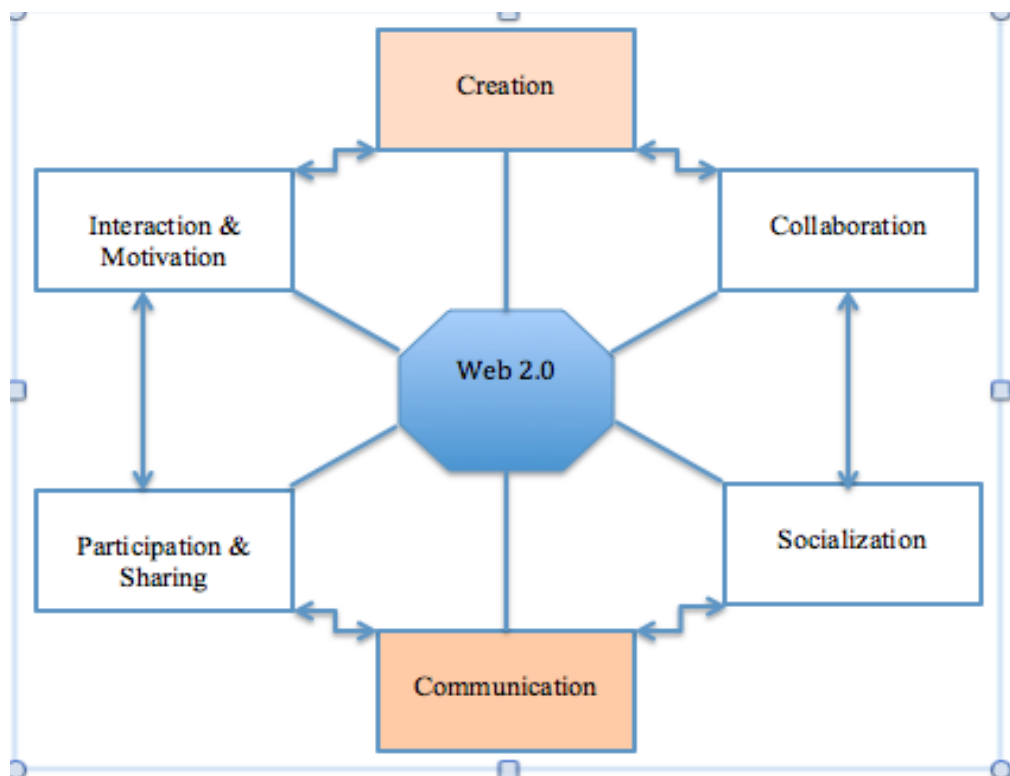 Creation
Interaction &
Motivation
Collaboration
Web 2.0
Participation &
Sharing
Socialization
Communication